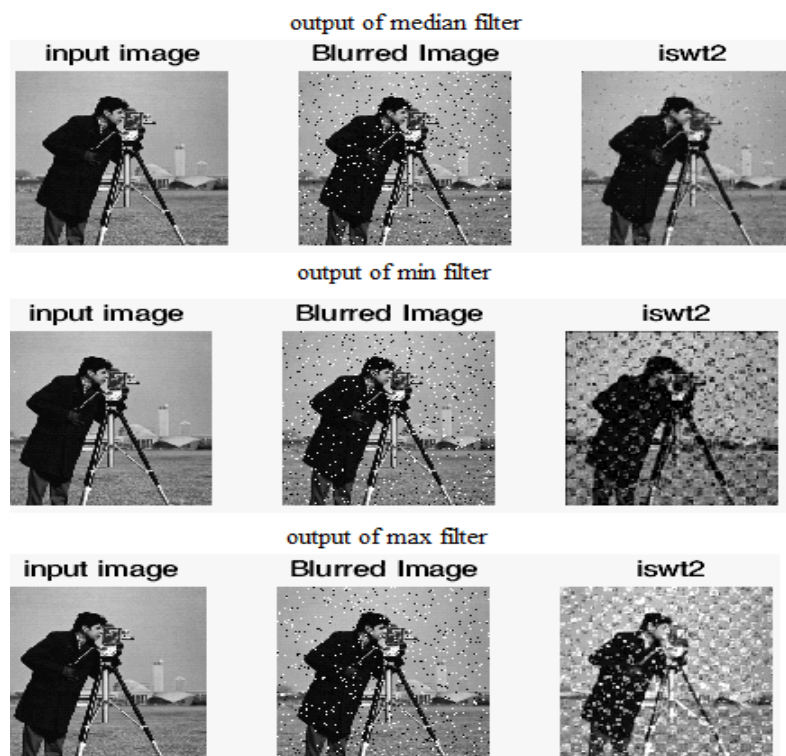 output of median filter
input image Blurred Image iswt2
output of min filter
input image Blurred Image iswt2
output of max filter
input image Blurred Image iswt2